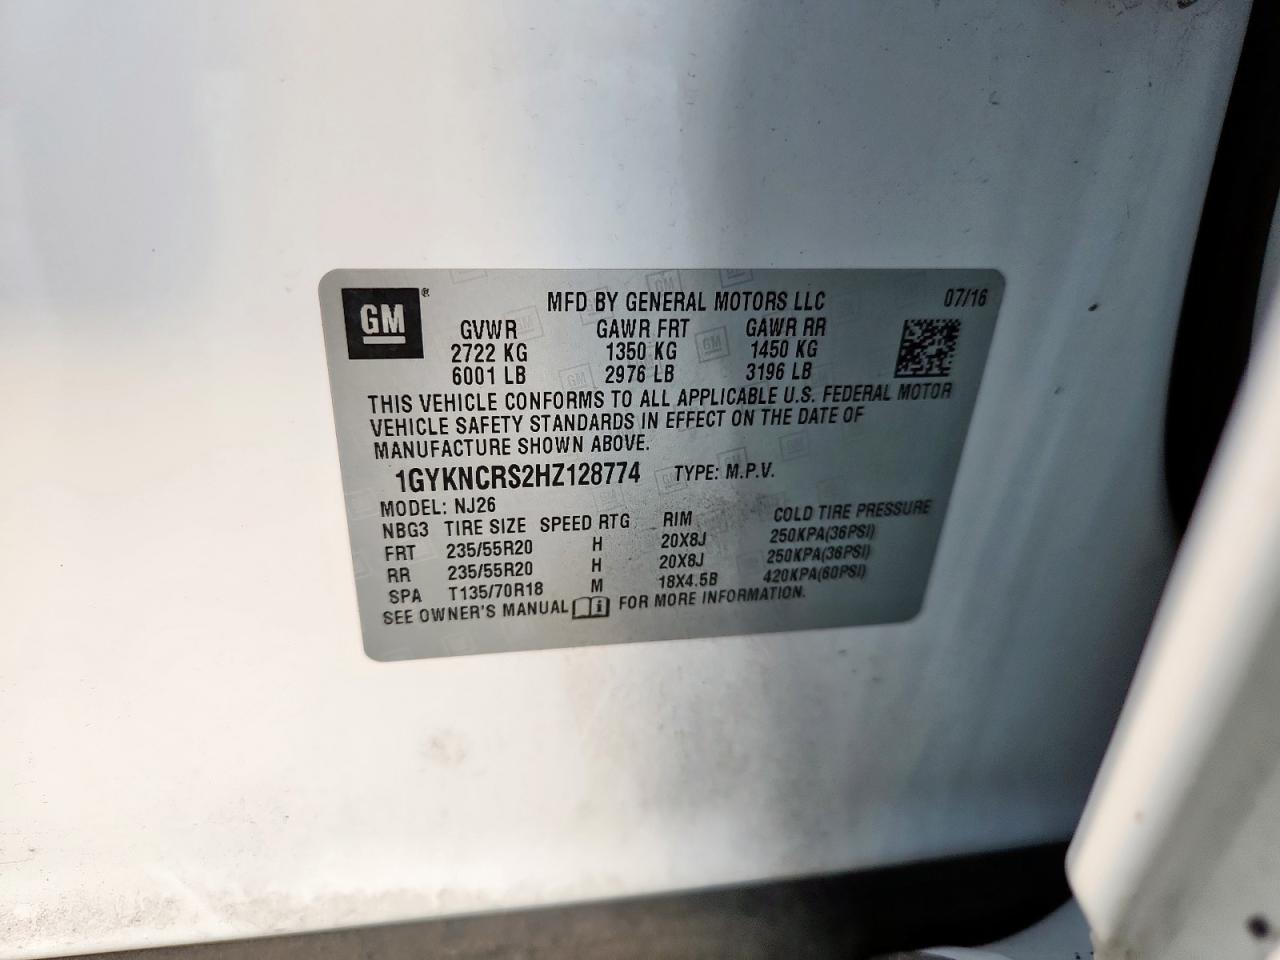 GM® MFD BY GENERAL MOTORS LLC 07/16
GVWR GAWR FRT GAWR RR
2722 KG 1350 KG 1450 KG
6001 LB 2976 LB 3196 LB
THIS VEHICLE CONFORMS TO ALL APPLICABLE U.S. FEDERAL MOTOR
VEHICLE SAFETY STANDARDS IN EFFECT ON THE DATE OF
MANUFACTURE SHOWN ABOVE.
1GYKNCRS2HZ128774 TYPE: M.P.V.
MODEL: NJ26
NBG3 TIRE SIZE SPEED RTG RIM COLD TIRE PRESSURE
FRT 235/55R20 H 20X8J 250KPA(36PSI)
RR 235/55R20 H 20X8J 250KPA(36PSI)
SPA T135/70R18 M 18X4.5B 420KPA(60PSI)
SEE OWNER'S MANUAL FOR MORE INFORMATION.